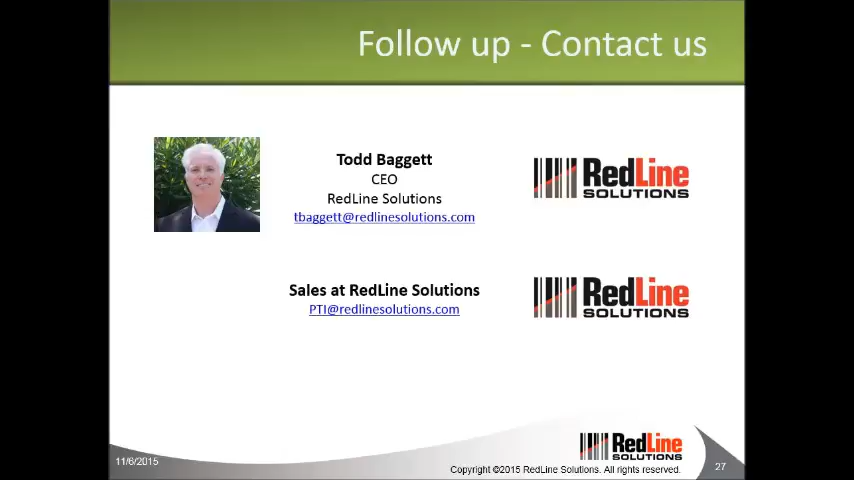 Follow up - Contact us
Todd Baggett
CEO
RedLine Solutions
tbaggett@redlinesolutions.com
RedLine
SOLUTIONS
Sales at RedLine Solutions
PTI@redlinesolutions.com
RedLine
SOLUTIONS
RedLine
SOLUTIONS
11/6/2015
Copyright ©2015 RedLine Solutions. All rights reserved.
27